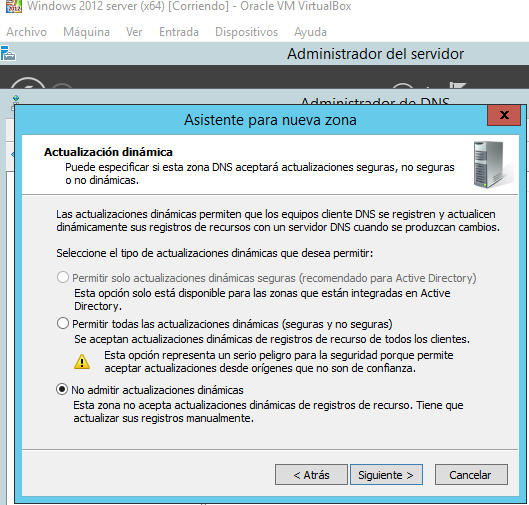 Windows 2012 server (x64) [Corriendo] - Oracle VM VirtualBox
Archivo Máquina Ver Entrada Dispositivos Ayuda
Administrador del servidor
Administrador de DNS
Asistente para nueva zona
x
Actualización dinámica
Puede especificar si esta zona DNS aceptará actualizaciones seguras, no seguras
o no dinámicas.
Las actualizaciones dinámicas permiten que los equipos cliente DNS se registren y actualicen
dinámicamente sus registros de recursos con un servidor DNS cuando se produzcan cambios.
Seleccione el tipo de actualizaciones dinámicas que desea permitir:
Permitir solo actualizaciones dinámicas seguras (recomendado para Active Directory)
Esta opción solo está disponible para las zonas que están integradas en Active
Directory.
Permitir todas las actualizaciones dinámicas (seguras y no seguras)
Se aceptan actualizaciones dinámicas de registros de recurso de todos los clientes.
Esta opción representa un serio peligro para la seguridad porque permite
aceptar actualizaciones desde orígenes que no son de confianza.
No admitir actualizaciones dinámicas
Esta zona no acepta actualizaciones dinámicas de registros de recurso. Tiene que
actualizar sus registros manualmente.
< Atrás Siguiente > Cancelar